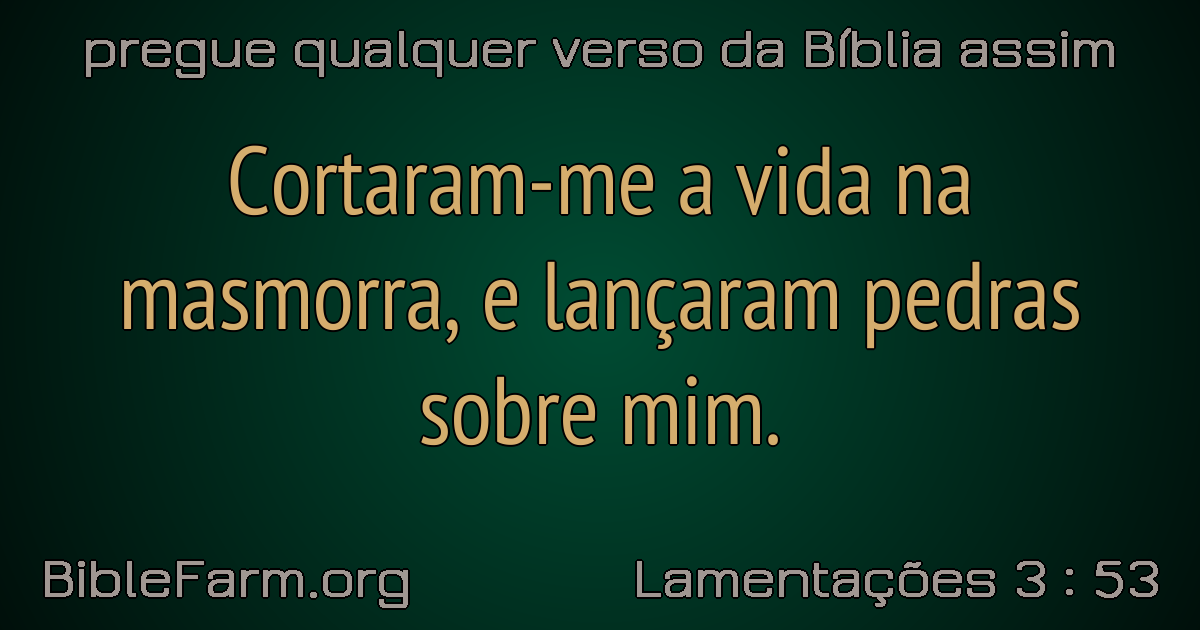 pregue qualquer verso da Bíblia assim
Cortaram-me a vida na
masmorra, e lançaram pedras
sobre mim.
BibleFarm.org
Lamentações 3 : 53